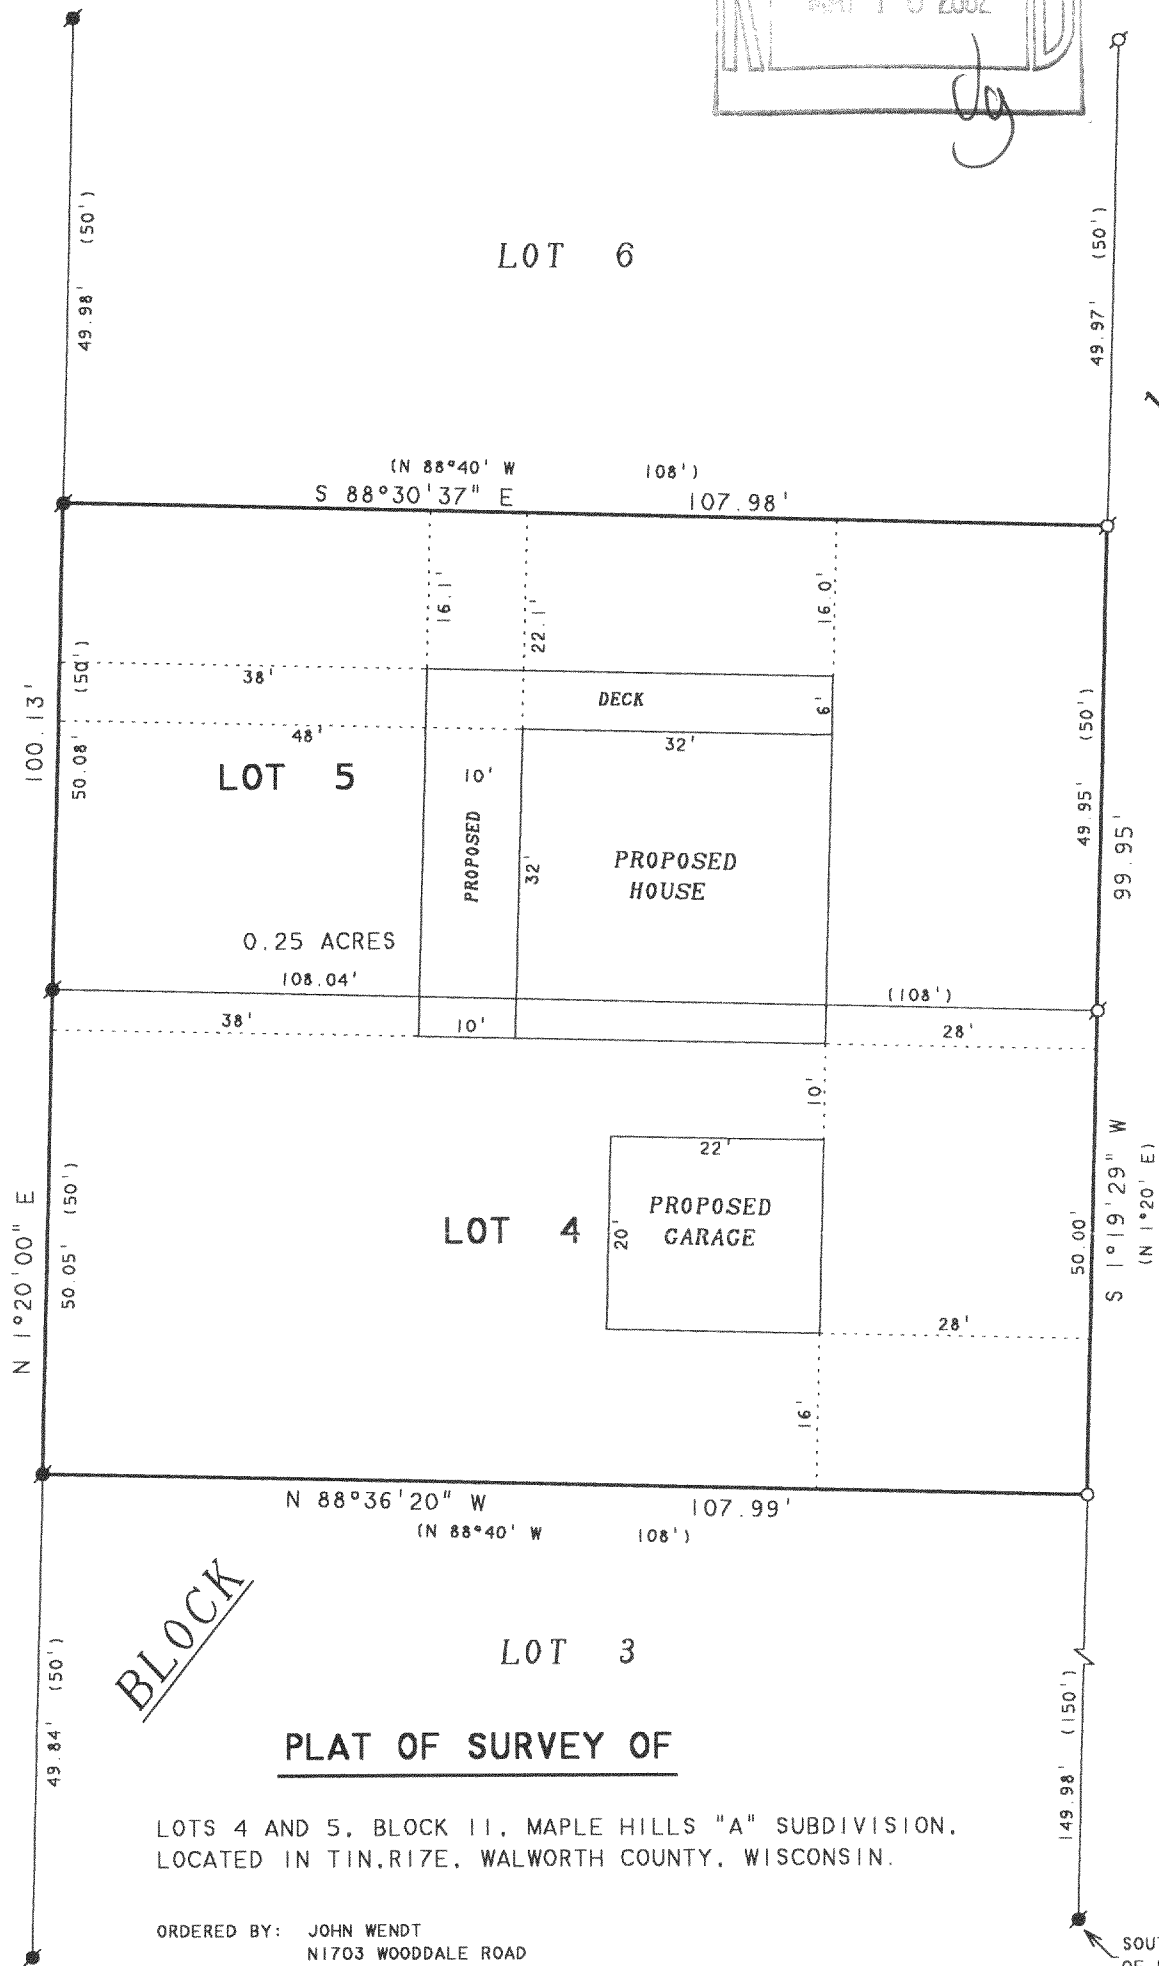 2002
Jg
49.98' (50')
LOT 6
49.97' (50')
(N 88°40' W 108')
S 88°30'37" E 107.98'
16.1'
22.1'
16.0'
38'
DECK
6'
48'
32'
100.13'
50.08' (50')
LOT 5
10'
PROPOSED
32'
PROPOSED
HOUSE
49.95' (50')
99.95'
0.25 ACRES
108.04'
(108')
38'
10'
28'
10'
22'
PROPOSED
GARAGE
20'
LOT 4
N 1°20'00" E
50.05' (50')
50.00'
S 1°19'29" W
(N 1°20' E)
28'
16'
N 88°36'20" W 107.99'
(N 88°40' W 108')
BLOCK
LOT 3
49.84' (50')
149.98' (150')
PLAT OF SURVEY OF
LOTS 4 AND 5, BLOCK 11, MAPLE HILLS "A" SUBDIVISION,
LOCATED IN T1N,R17E, WALWORTH COUNTY, WISCONSIN.
ORDERED BY: JOHN WENDT
N1703 WOODDALE ROAD